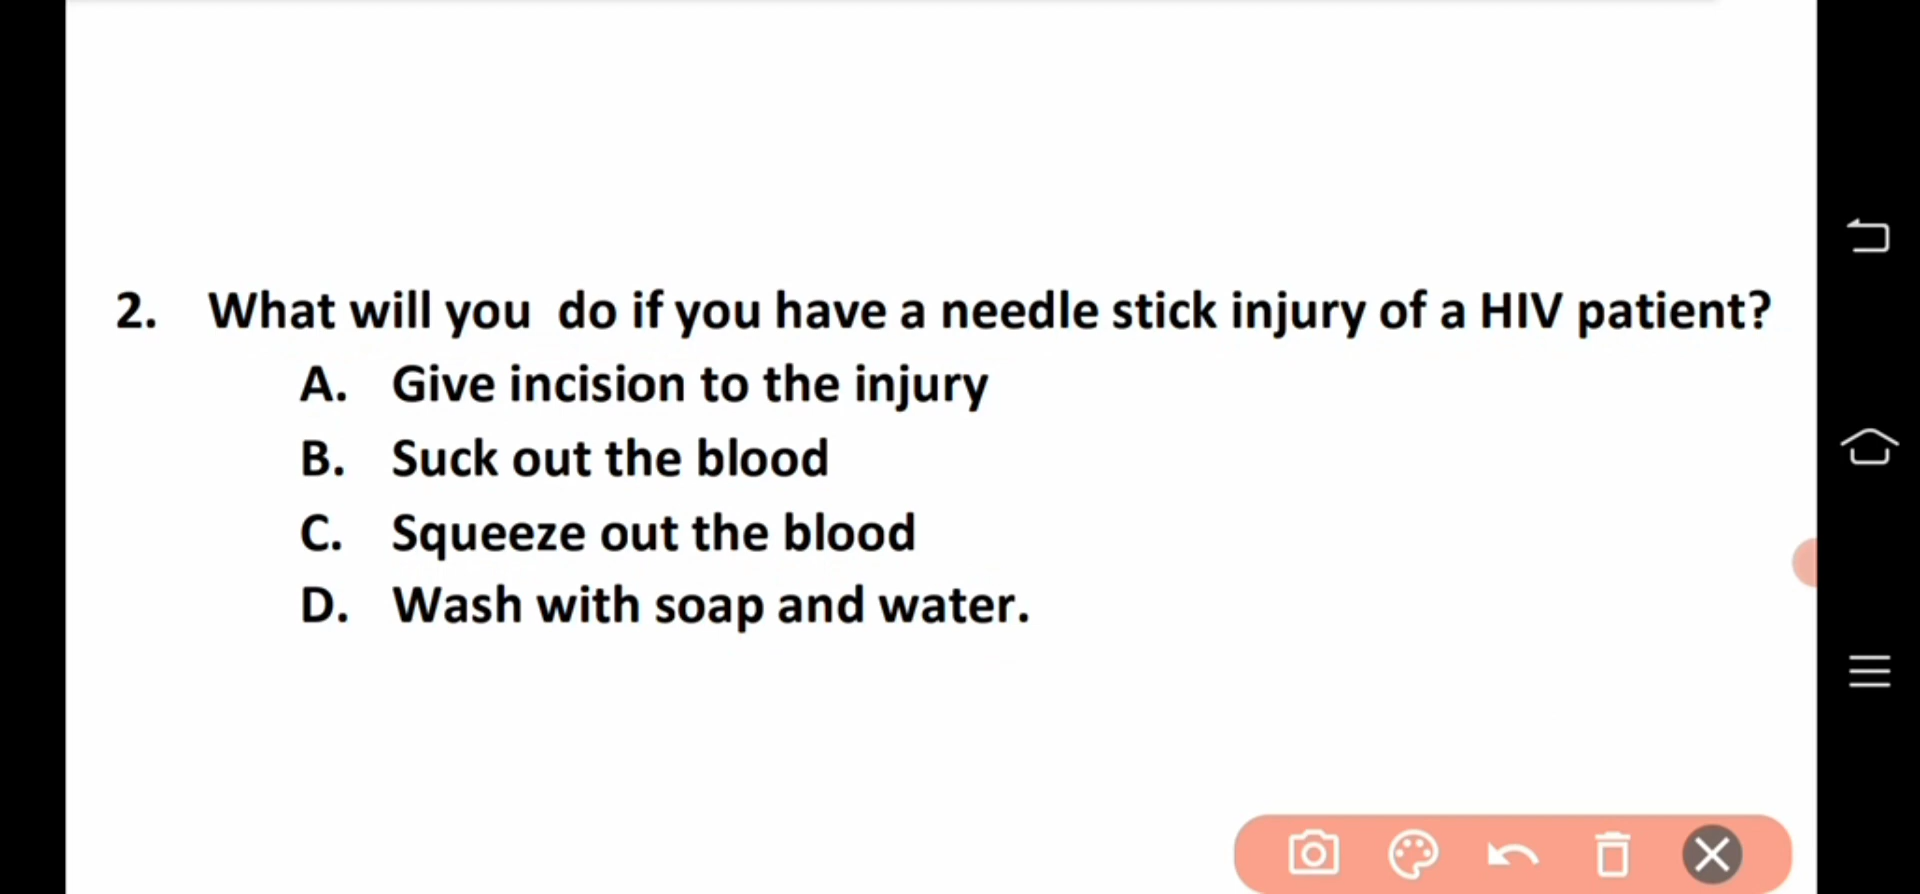 2. What will you do if you have a needle stick injury of a HIV patient?
A. Give incision to the injury
B. Suck out the blood
C. Squeeze out the blood
D. Wash with soap and water.